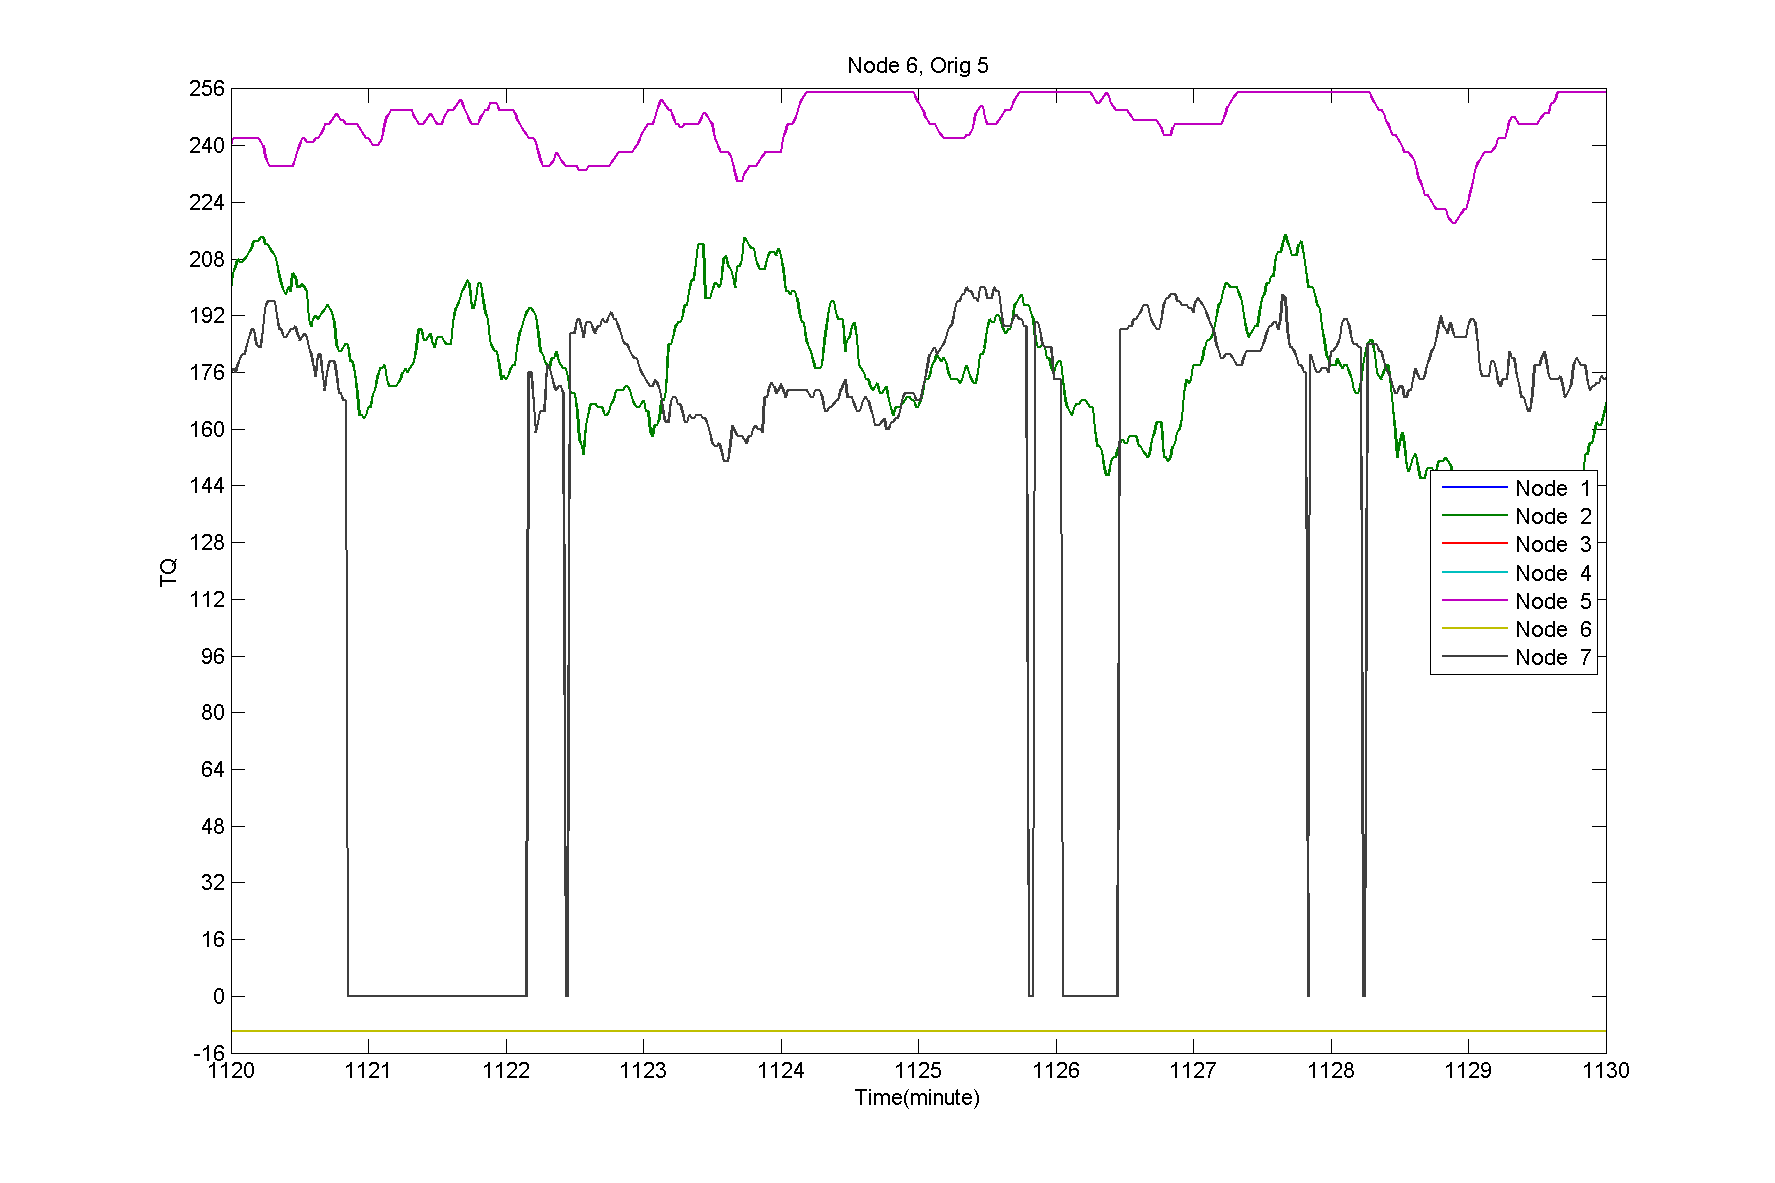 Node 6, Orig 5
256
240
224
208
192
176
160
144
128
112
96
80
64
48
32
16
0
-16
TQ
Node 1
Node 2
Node 3
Node 4
Node 5
Node 6
Node 7
1120 1121 1122 1123 1124 1125 1126 1127 1128 1129 1130
Time(minute)